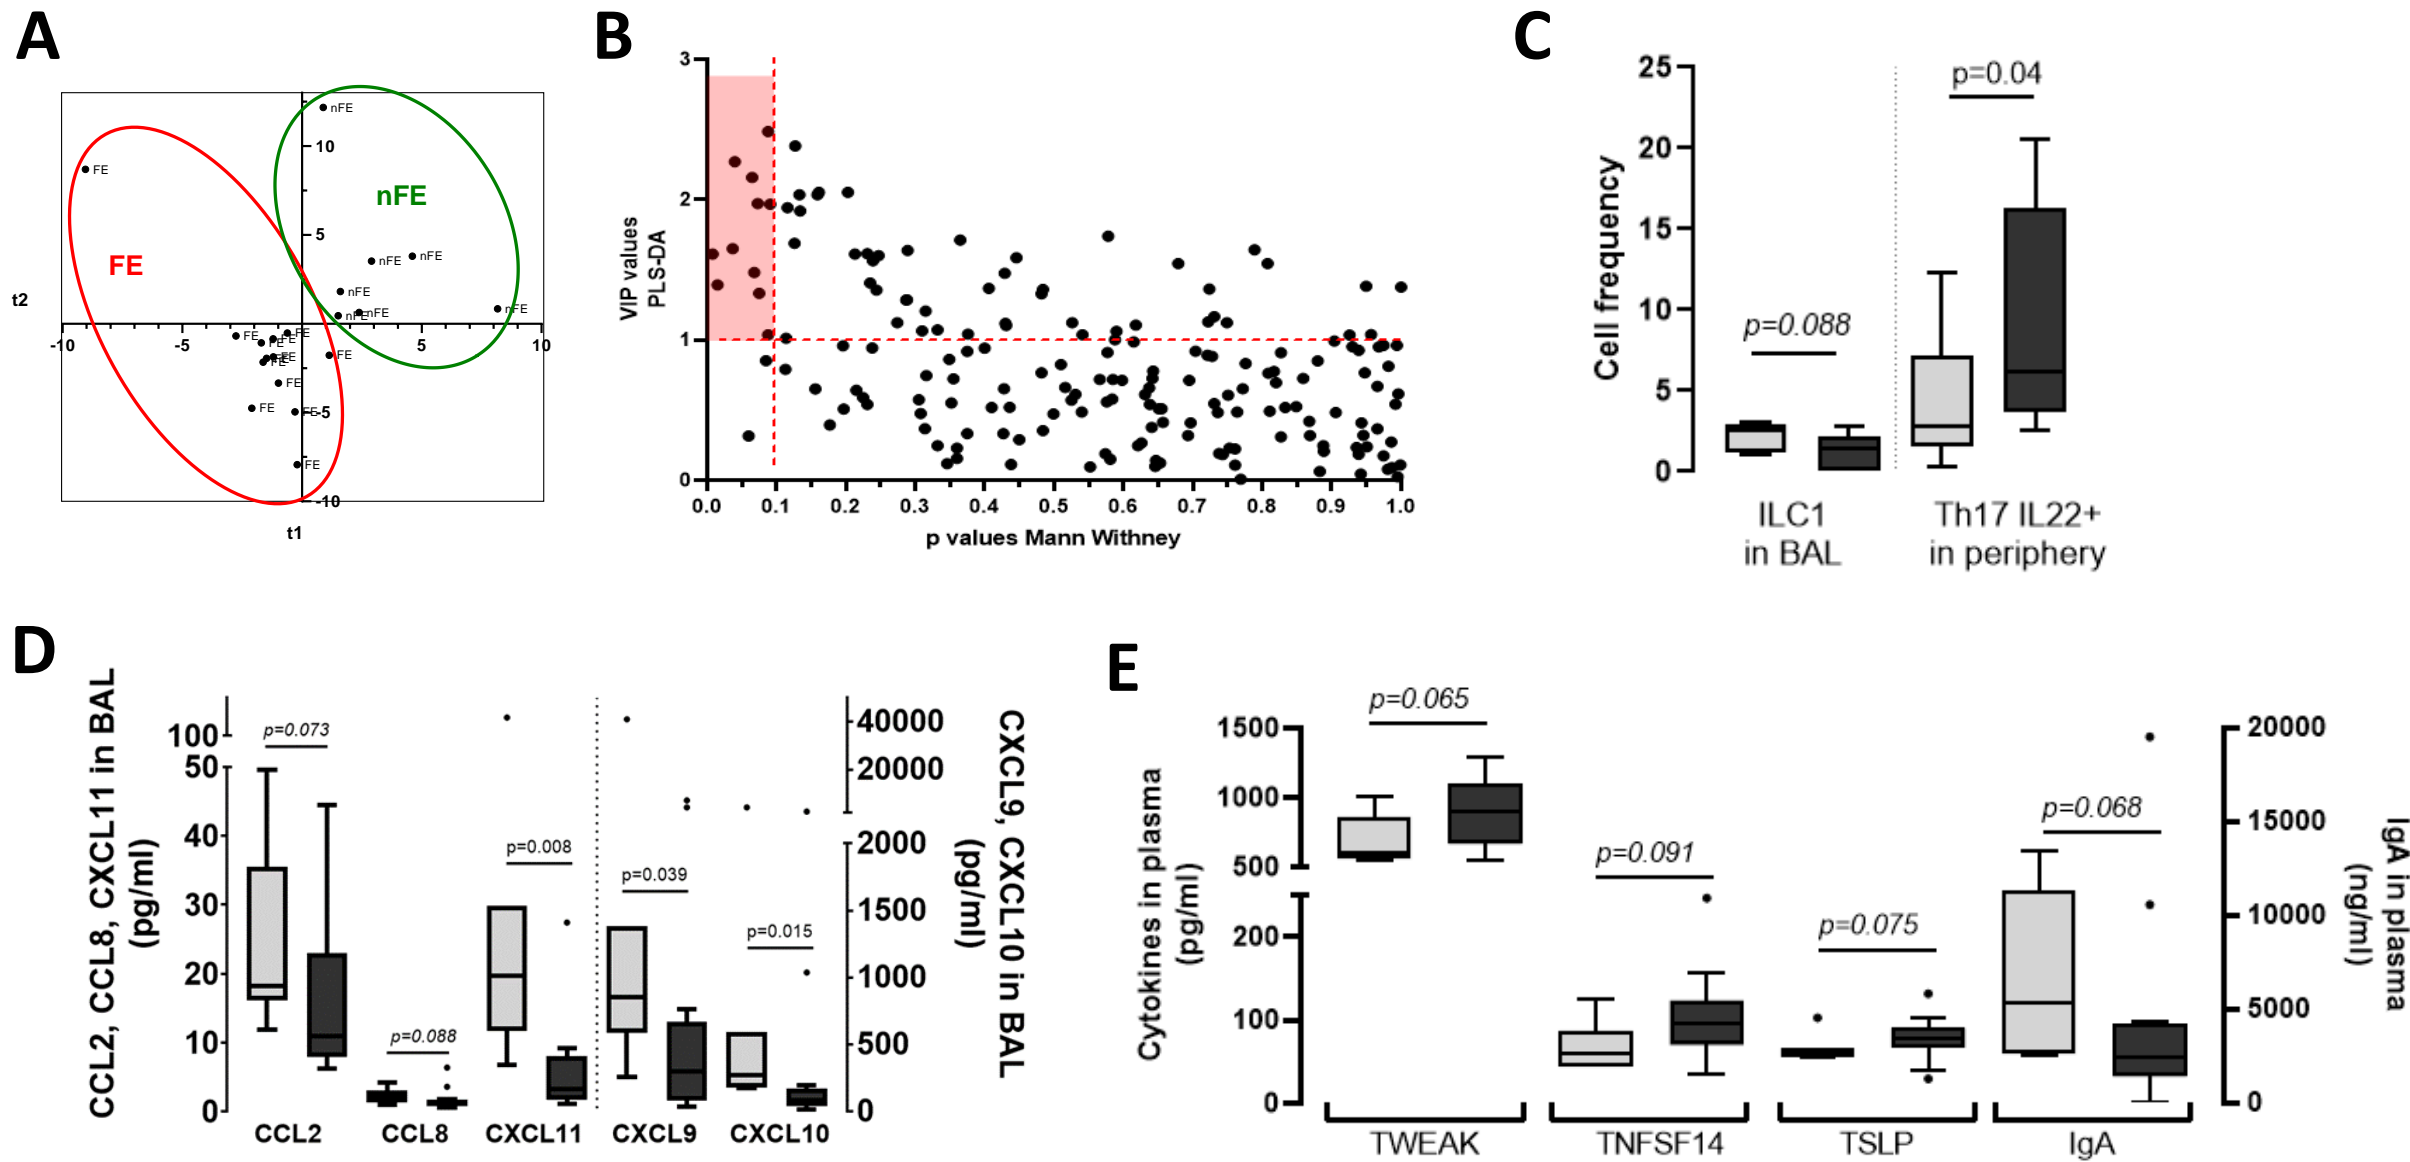 A
nFE
10
FE
nFE
FE
5
nFE
nFE
nFE
t2
nFE
nFE
nFE
-10
-5
5
10
FE
FE
FE
FE
FE
FE
FE
FE
FE
FE
-5
FE
-10
t1
B
3
2
1
0
VIP values
PLS-DA
0.0
0.1
0.2
0.3
0.4
0.5
0.6
0.7
0.8
0.9
1.0
p values Mann Withney
C
25
20
15
10
5
0
Cell frequency
p=0.04
p=0.088
ILC1
in BAL
Th17 IL22+
in periphery
D
CCL2, CCL8, CXCL11 in BAL
(pg/ml)
100
50
40
30
20
10
0
p=0.073
p=0.088
p=0.008
p=0.039
p=0.015
40000
20000
2000
1500
1000
500
0
CXCL9, CXCL10 in BAL
(pg/ml)
CCL2
CCL8
CXCL11
CXCL9
CXCL10
E
Cytokines in plasma
(pg/ml)
1500
1000
500
200
100
0
p=0.065
p=0.091
p=0.075
p=0.068
20000
15000
10000
5000
0
IgA in plasma
(ng/ml)
TWEAK
TNFSF14
TSLP
IgA